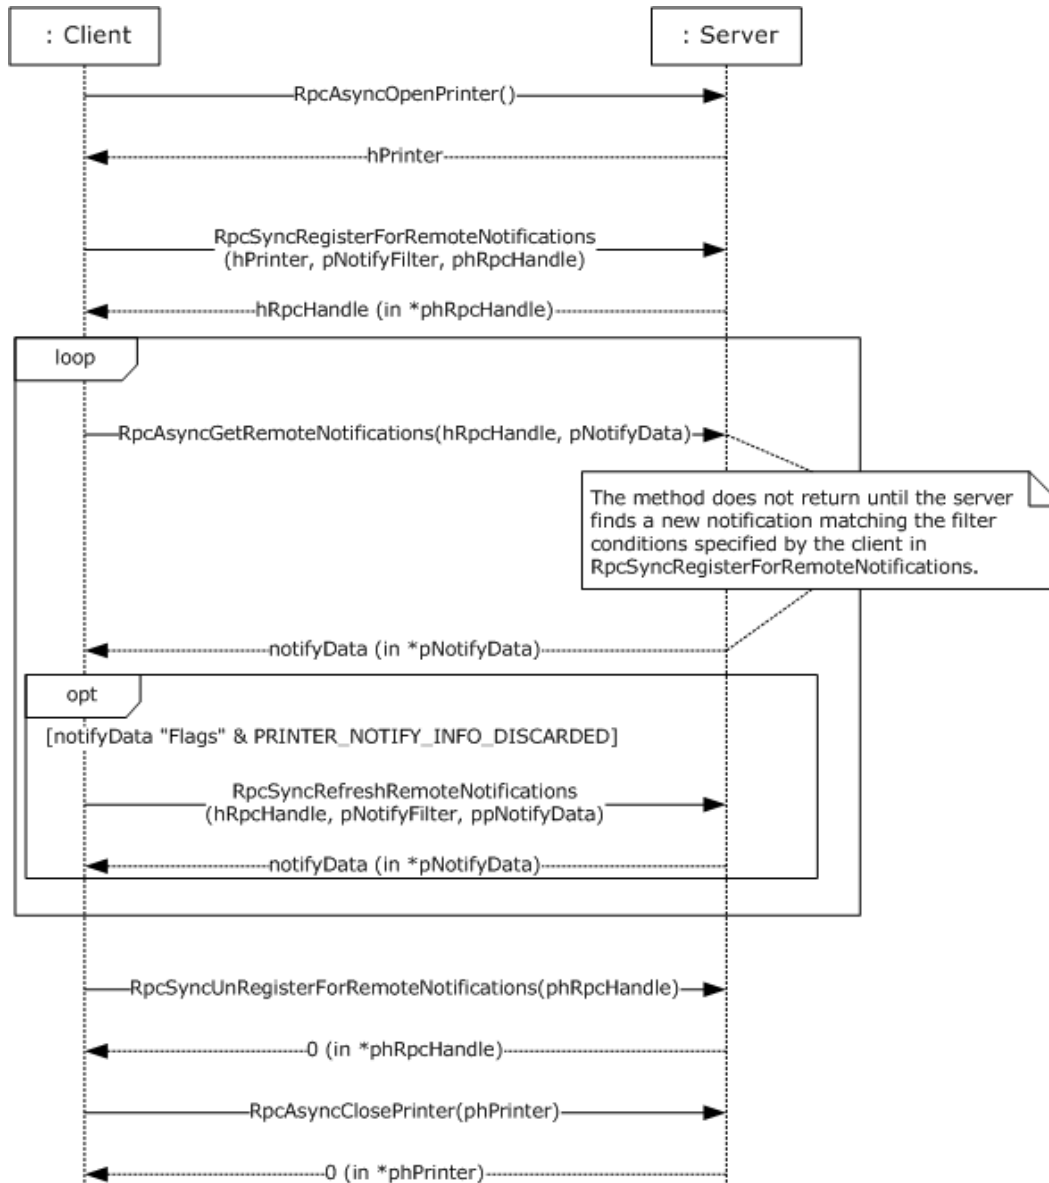 : Client
: Server
RpcAsyncOpenPrinter()
hPrinter
RpcSyncRegisterForRemoteNotifications
(hPrinter, pNotifyFilter, phRpcHandle)
hRpcHandle (in *phRpcHandle)
loop
RpcAsyncGetRemoteNotifications(hRpcHandle, pNotifyData)
The method does not return until the server
finds a new notification matching the filter
conditions specified by the client in
RpcSyncRegisterForRemoteNotifications.
notifyData (in *pNotifyData)
opt
[notifyData "Flags" & PRINTER_NOTIFY_INFO_DISCARDED]
RpcSyncRefreshRemoteNotifications
(hRpcHandle, pNotifyFilter, ppNotifyData)
notifyData (in *pNotifyData)
RpcSyncUnRegisterForRemoteNotifications(phRpcHandle)
0 (in *phRpcHandle)
RpcAsyncClosePrinter(phPrinter)
0 (in *phPrinter)